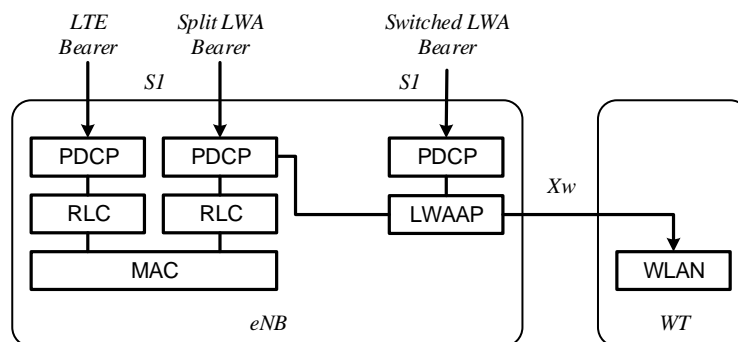 LTE Bearer
Split LWA Bearer
Switched LWA Bearer
S1
S1
PDCP
PDCP
PDCP
Xw
RLC
RLC
LWAAP
MAC
WLAN
eNB
WT